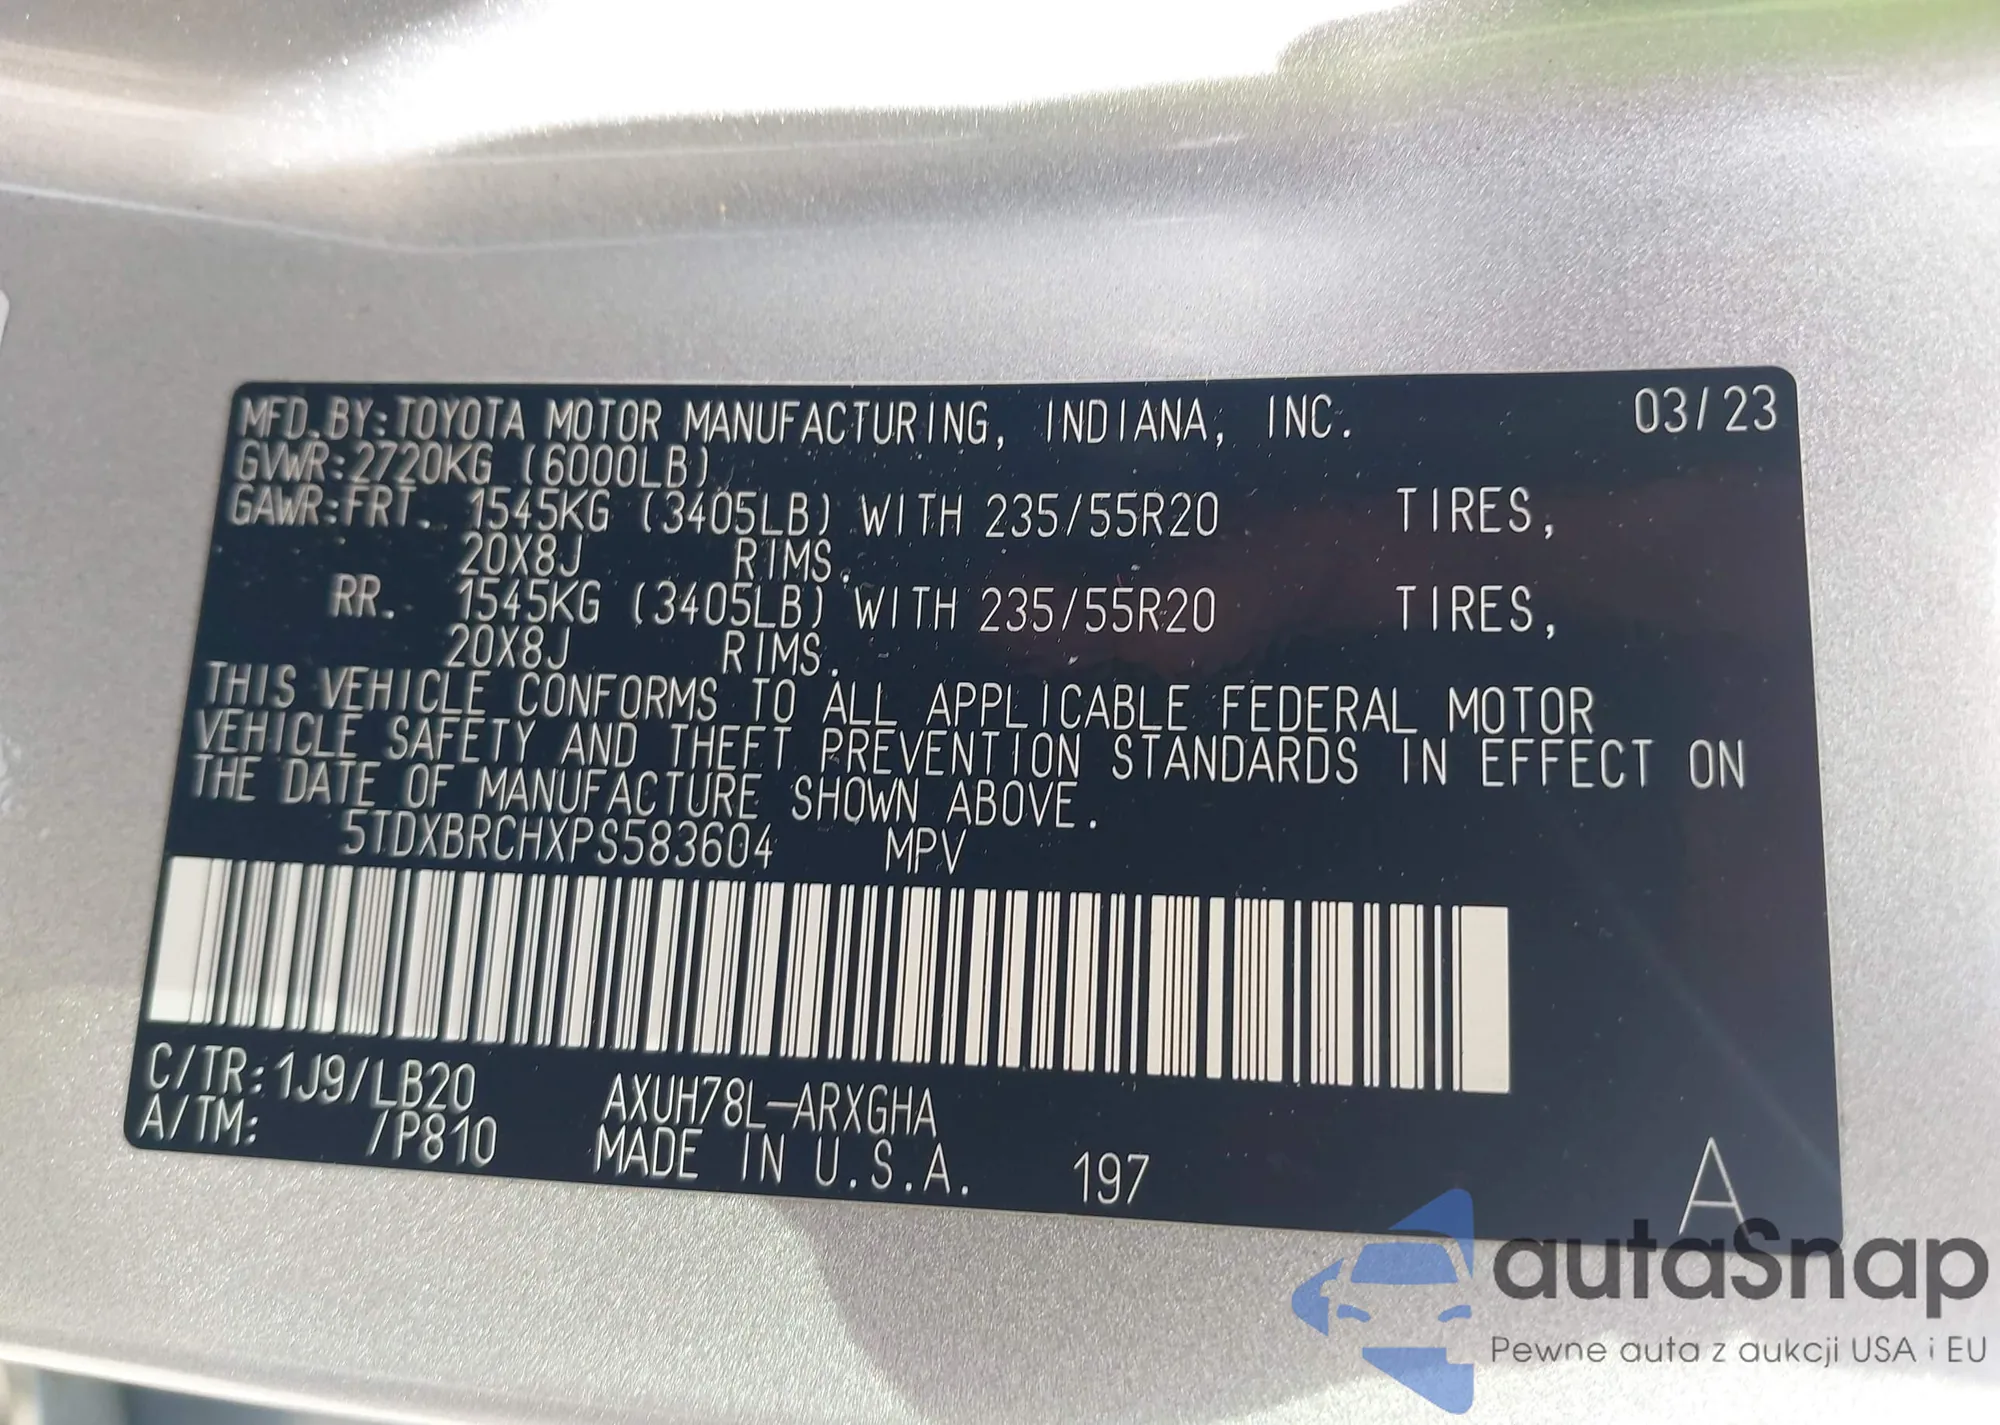 MFD. BY: TOYOTA MOTOR MANUFACTURING, INDIANA, INC. 03/23
GVWR: 2720KG (6000LB)
GAWR: FRT. 1545KG (3405LB) WITH 235/55R20 TIRES,
20X8J RIMS.
RR. 1545KG (3405LB) WITH 235/55R20 TIRES,
20X8J RIMS.
THIS VEHICLE CONFORMS TO ALL APPLICABLE FEDERAL MOTOR
VEHICLE SAFETY AND THEFT PREVENTION STANDARDS IN EFFECT ON
THE DATE OF MANUFACTURE SHOWN ABOVE.
5TDXBRCHXPS583604 MPV
C/TR: 1J9/LB20 AXUH78L-ARXGHA
A/TM: /P810 MADE IN U.S.A. 197 A
autaSnap
Pewne auta z aukcji USA i EU